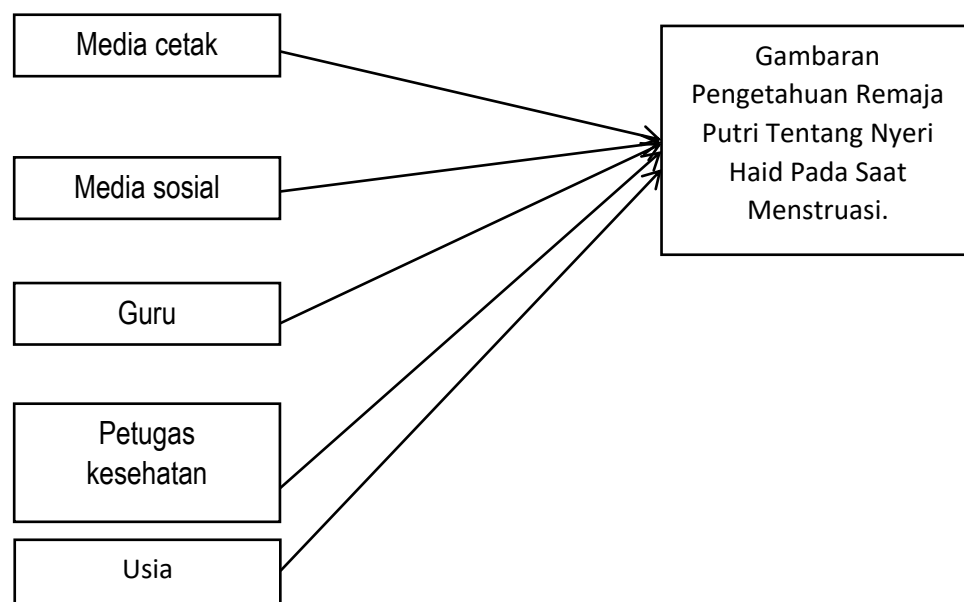 Media cetak
Media sosial
Guru
Petugas
kesehatan
Usia
Gambaran
Pengetahuan Remaja
Putri Tentang Nyeri
Haid Pada Saat
Menstruasi.